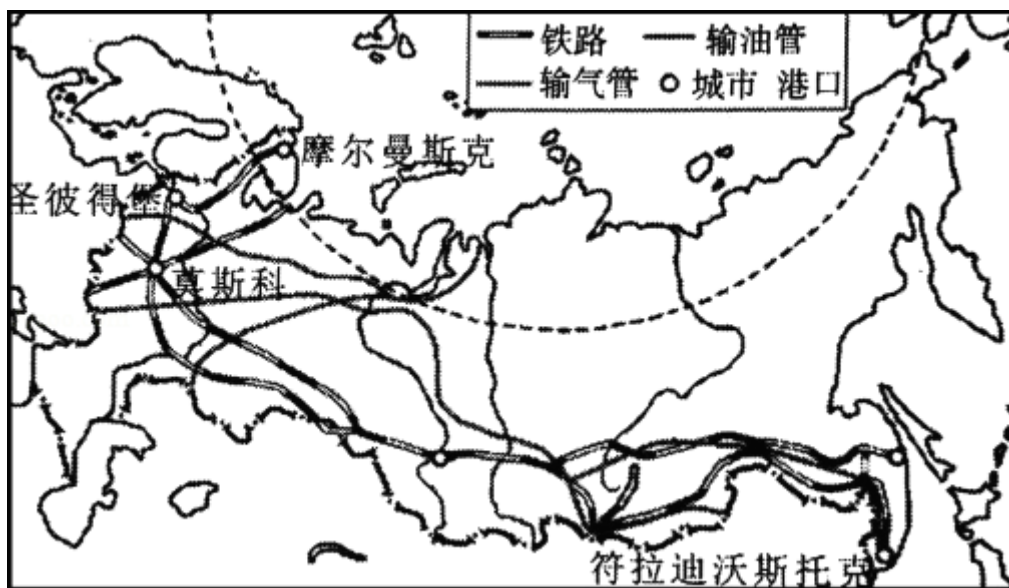 铁路 输油管
输气管 城市 港口
摩尔曼斯克
圣彼得堡
莫斯科
符拉迪沃斯托克